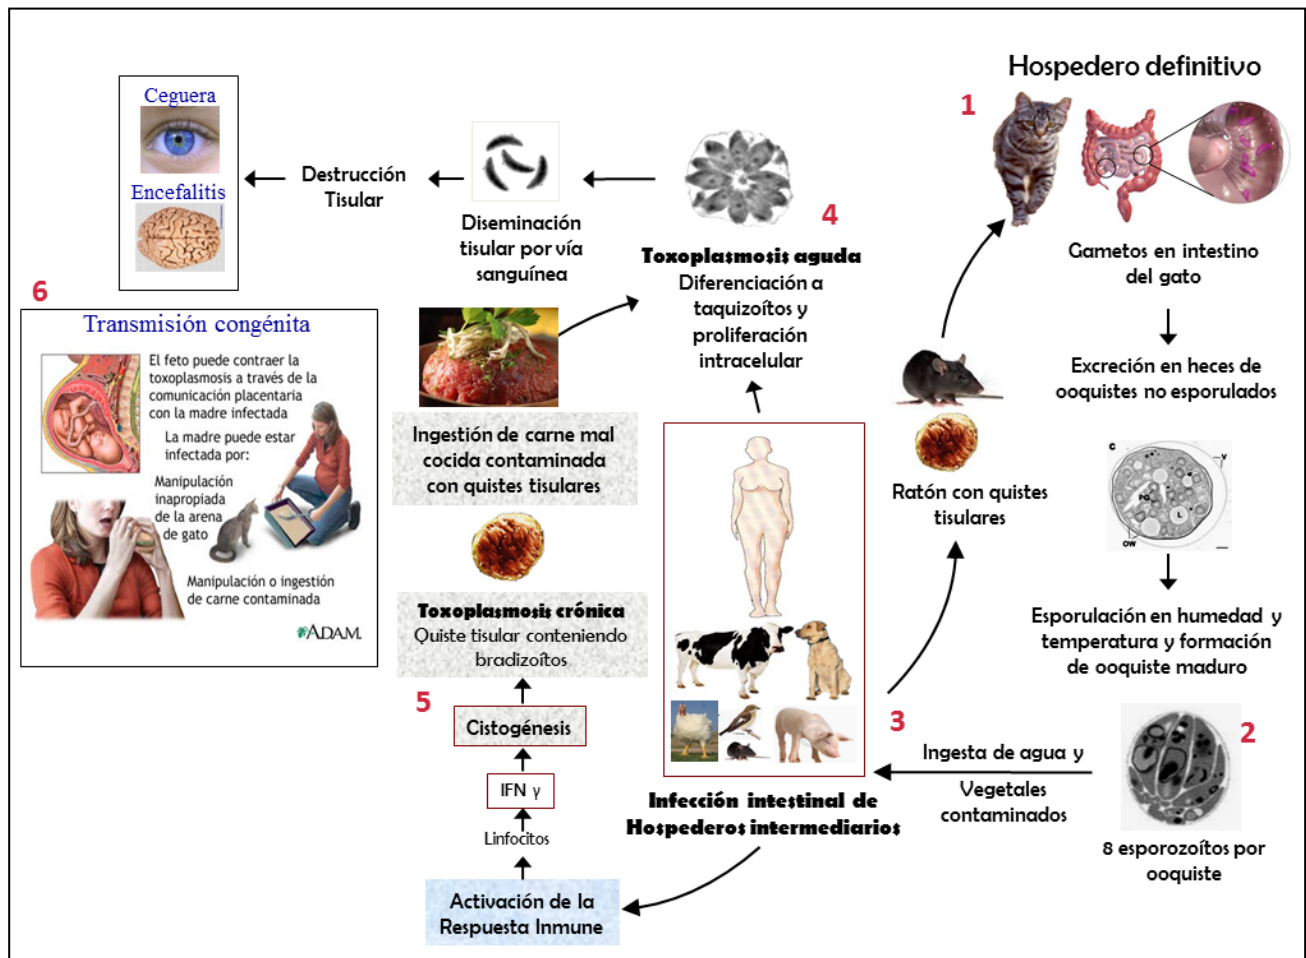 Hospedero definitivo
1
Gametos en intestino
del gato
Excreción en heces de
ooquistes no esporulados
C
V
PG
L
OW
Esporulación en humedad y
temperatura y formación
de ooquiste maduro
2
8 esporozoítos por
ooquiste
3
Ingesta de agua y
Vegetales
contaminados
Ratón con quistes
tisulares
Infección intestinal de
Hospederos intermediarios
4
Toxoplasmosis aguda
Diferenciación a
taquizoítos y
proliferación
intracelular
Diseminación
tisular por vía
sanguínea
Destrucción
Tisular
Ceguera
Encefalitis
Activación de la
Respuesta Inmune
Linfocitos
IFN γ
Cistogénesis
5
Toxoplasmosis crónica
Quiste tisular conteniendo
bradizoítos
Ingestión de carne mal
cocida contaminada
con quistes tisulares
6
Transmisión congénita
El feto puede contraer la
toxoplasmosis a través de la
comunicación placentaria
con la madre infectada
La madre puede estar
infectada por:
Manipulación
inapropiada
de la arena
de gato
Manipulación o ingestión
de carne contaminada
ADAM.